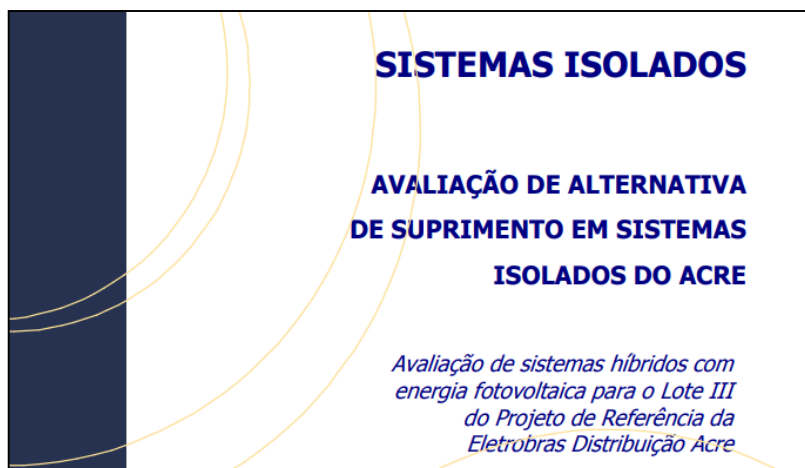 SISTEMAS ISOLADOS
AVALIAÇÃO DE ALTERNATIVA
DE SUPRIMENTO EM SISTEMAS
ISOLADOS DO ACRE
Avaliação de sistemas híbridos com
energia fotovoltaica para o Lote III
do Projeto de Referência da
Eletrobras Distribuição Acre